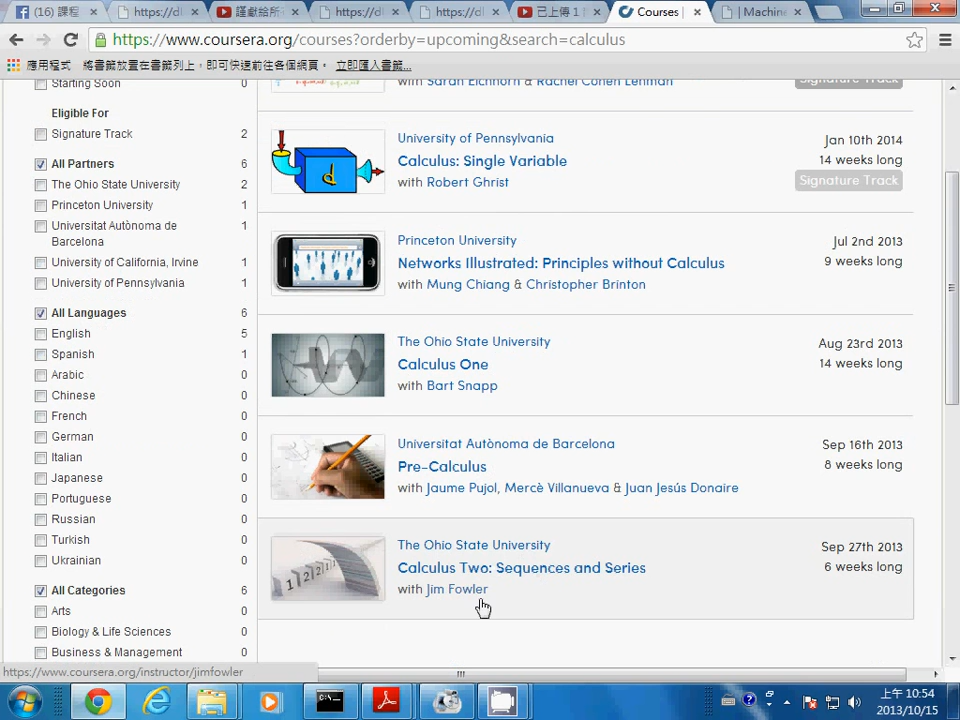 (16) 課程
https://dl
謹獻給所
https://dl
https://dl
已上傳 1 |
Courses |
| Machine
https://www.coursera.org/courses?orderby=upcoming&search=calculus
應用程式 將書籤放置在書籤列上，即可快速前往各個網頁。 立即匯入書籤...
Starting Soon 0
Eligible For
Signature Track 2
All Partners 6
The Ohio State University 2
Princeton University 1
Universitat Autònoma de 1
Barcelona
University of California, Irvine 1
University of Pennsylvania 1
All Languages 6
English 5
Spanish 1
Arabic 0
Chinese 0
French 0
German 0
Italian 0
Japanese 0
Portuguese 0
Russian 0
Turkish 0
Ukrainian 0
All Categories 6
Arts 0
Biology & Life Sciences 0
Business & Management 0
with Sarah Eichhorn & Rachel Cohen Lehman
Signature Track
University of Pennsylvania
Calculus: Single Variable
with Robert Ghrist
Jan 10th 2014
14 weeks long
Signature Track
Princeton University
Networks Illustrated: Principles without Calculus
with Mung Chiang & Christopher Brinton
Jul 2nd 2013
9 weeks long
The Ohio State University
Calculus One
with Bart Snapp
Aug 23rd 2013
14 weeks long
Universitat Autònoma de Barcelona
Pre-Calculus
with Jaume Pujol, Mercè Villanueva & Juan Jesús Donaire
Sep 16th 2013
8 weeks long
The Ohio State University
Calculus Two: Sequences and Series
with Jim Fowler
Sep 27th 2013
6 weeks long
https://www.coursera.org/instructor/jimfowler
上午 10:54
2013/10/15